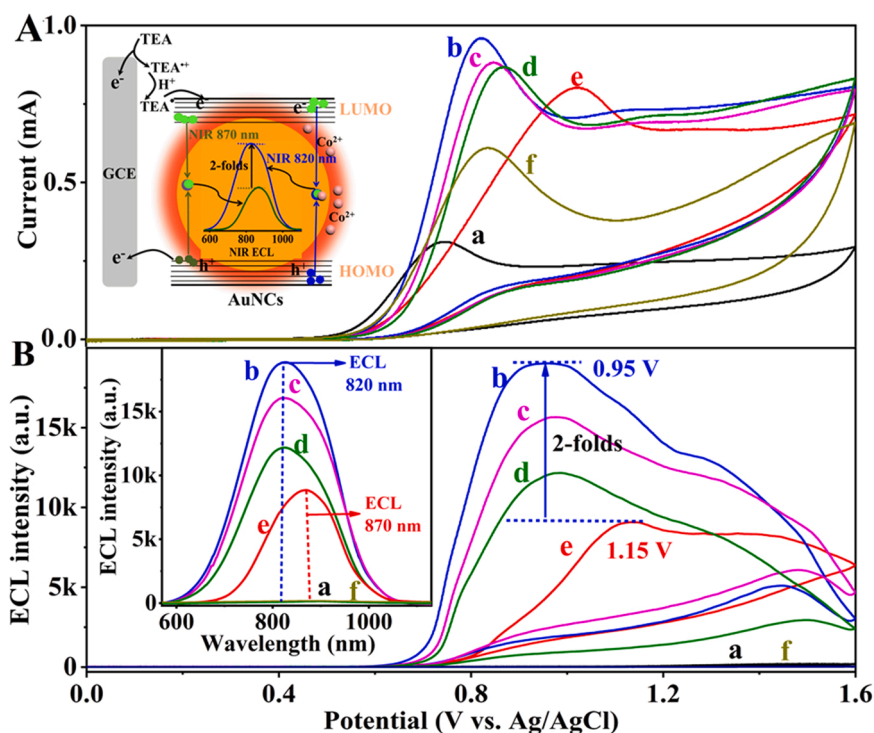 A
1.0
0.5
0.0
Current (mA)
TEA
e-
TEA•+
H+
TEA•
e-
e-
LUMO
NIR 870 nm
NIR 820 nm
Co2+
2-folds
GCE
Co2+
600 800 1000
NIR ECL
e-
h+
h+
HOMO
AuNCs
b
c
d
e
f
a
B
15k
10k
5k
0
ECL intensity (a.u.)
15k
10k
5k
0
ECL intensity (a.u.)
b
ECL
820 nm
c
d
e
ECL
870 nm
a
f
600 800 1000
Wavelength (nm)
b
0.95 V
c
2-folds
d
e
1.15 V
a
f
0.0 0.4 0.8 1.2 1.6
Potential (V vs. Ag/AgCl)